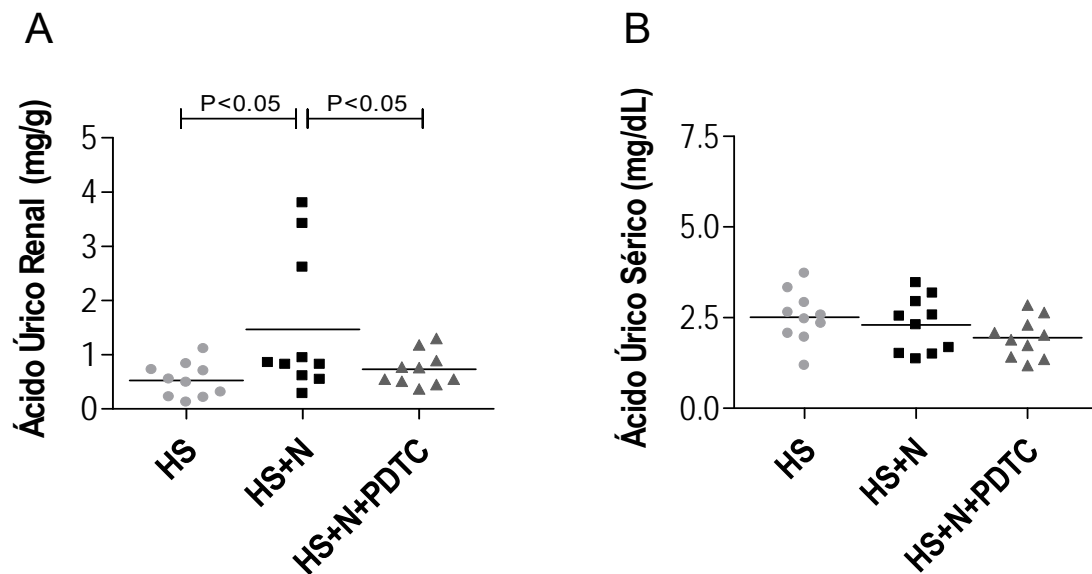 A
P<0.05 P<0.05
Ácido Úrico Renal (mg/g)
5
4
3
2
1
0
HS
HS+N
HS+N+PDTC
B
Ácido Úrico Sérico (mg/dL)
7.5
5.0
2.5
0.0
HS
HS+N
HS+N+PDTC